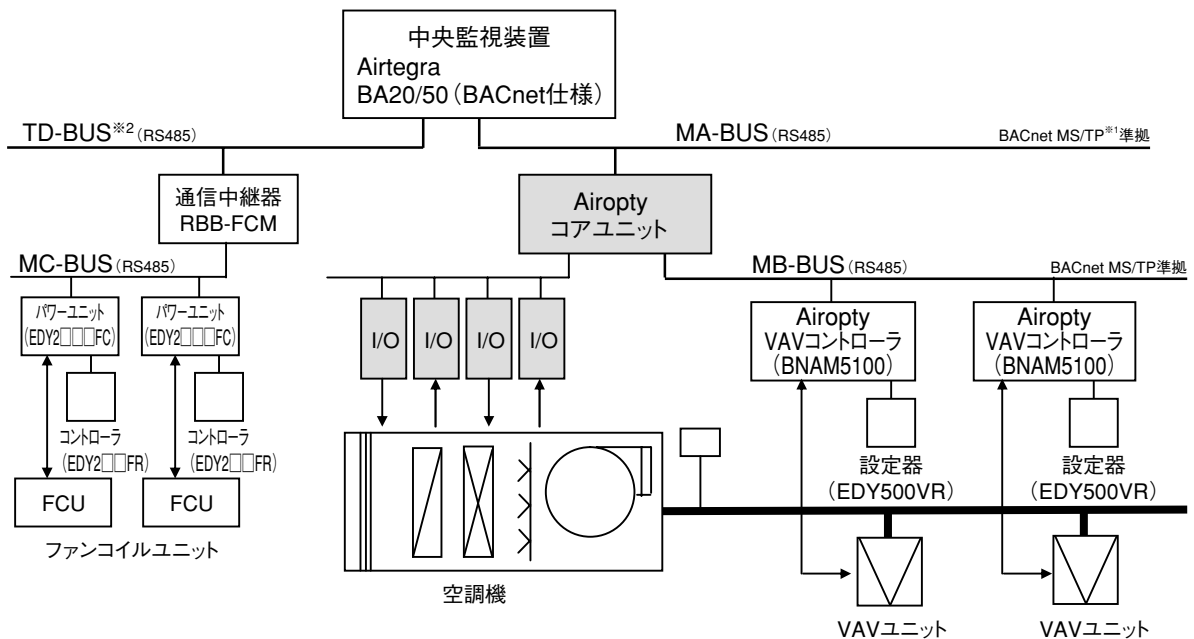 中央監視装置
Airtegra
BA20/50（BACnet仕様）
TD-BUS※2（RS485）
MA-BUS（RS485）
BACnet MS/TP※1準拠
通信中継器
RBB-FCM
Airopty
コアユニット
MC-BUS（RS485）
MB-BUS（RS485）
BACnet MS/TP準拠
パワーユニット
（EDY2□□□FC）
パワーユニット
（EDY2□□□FC）
I/O
I/O
I/O
I/O
Airopty
VAVコントローラ
（BNAM5100）
Airopty
VAVコントローラ
（BNAM5100）
コントローラ
（EDY2□□FR）
コントローラ
（EDY2□□FR）
設定器
（EDY500VR）
設定器
（EDY500VR）
FCU
FCU
ファンコイルユニット
空調機
VAVユニット
VAVユニット